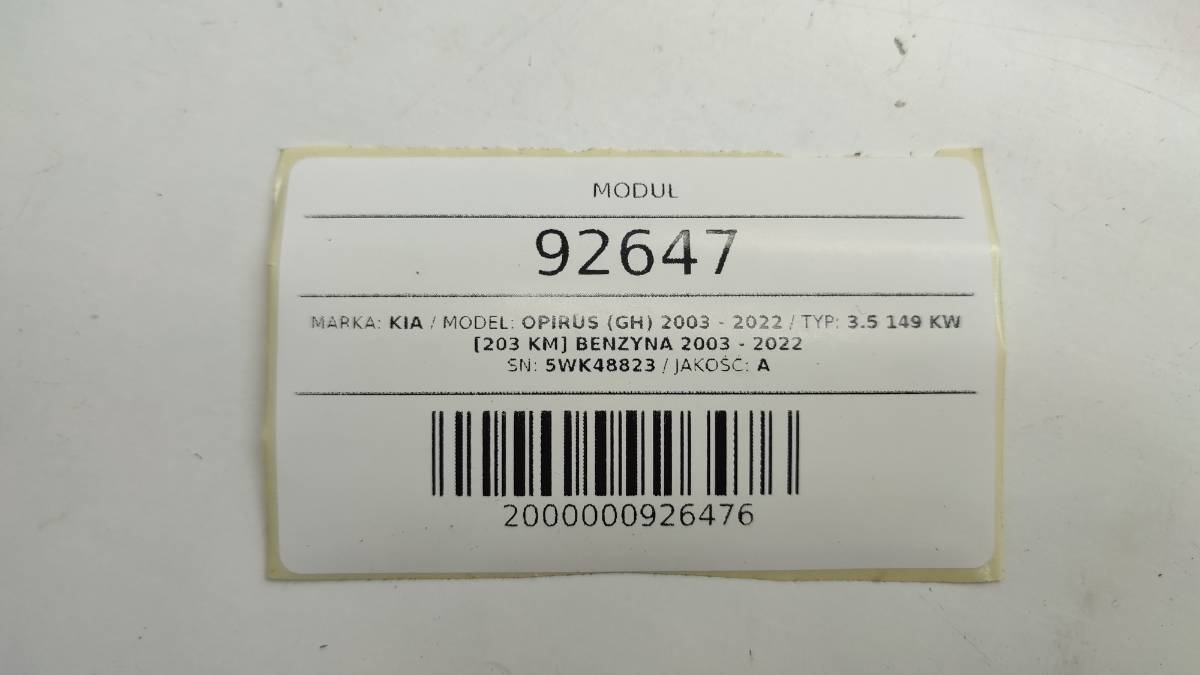 MODUŁ
92647
MARKA: KIA / MODEL: OPIRUS (GH) 2003 - 2022 / TYP: 3.5 149 KW
[203 KM] BENZYNA 2003 - 2022
SN: 5WK48823 / JAKOŚĆ: A
2000000926476